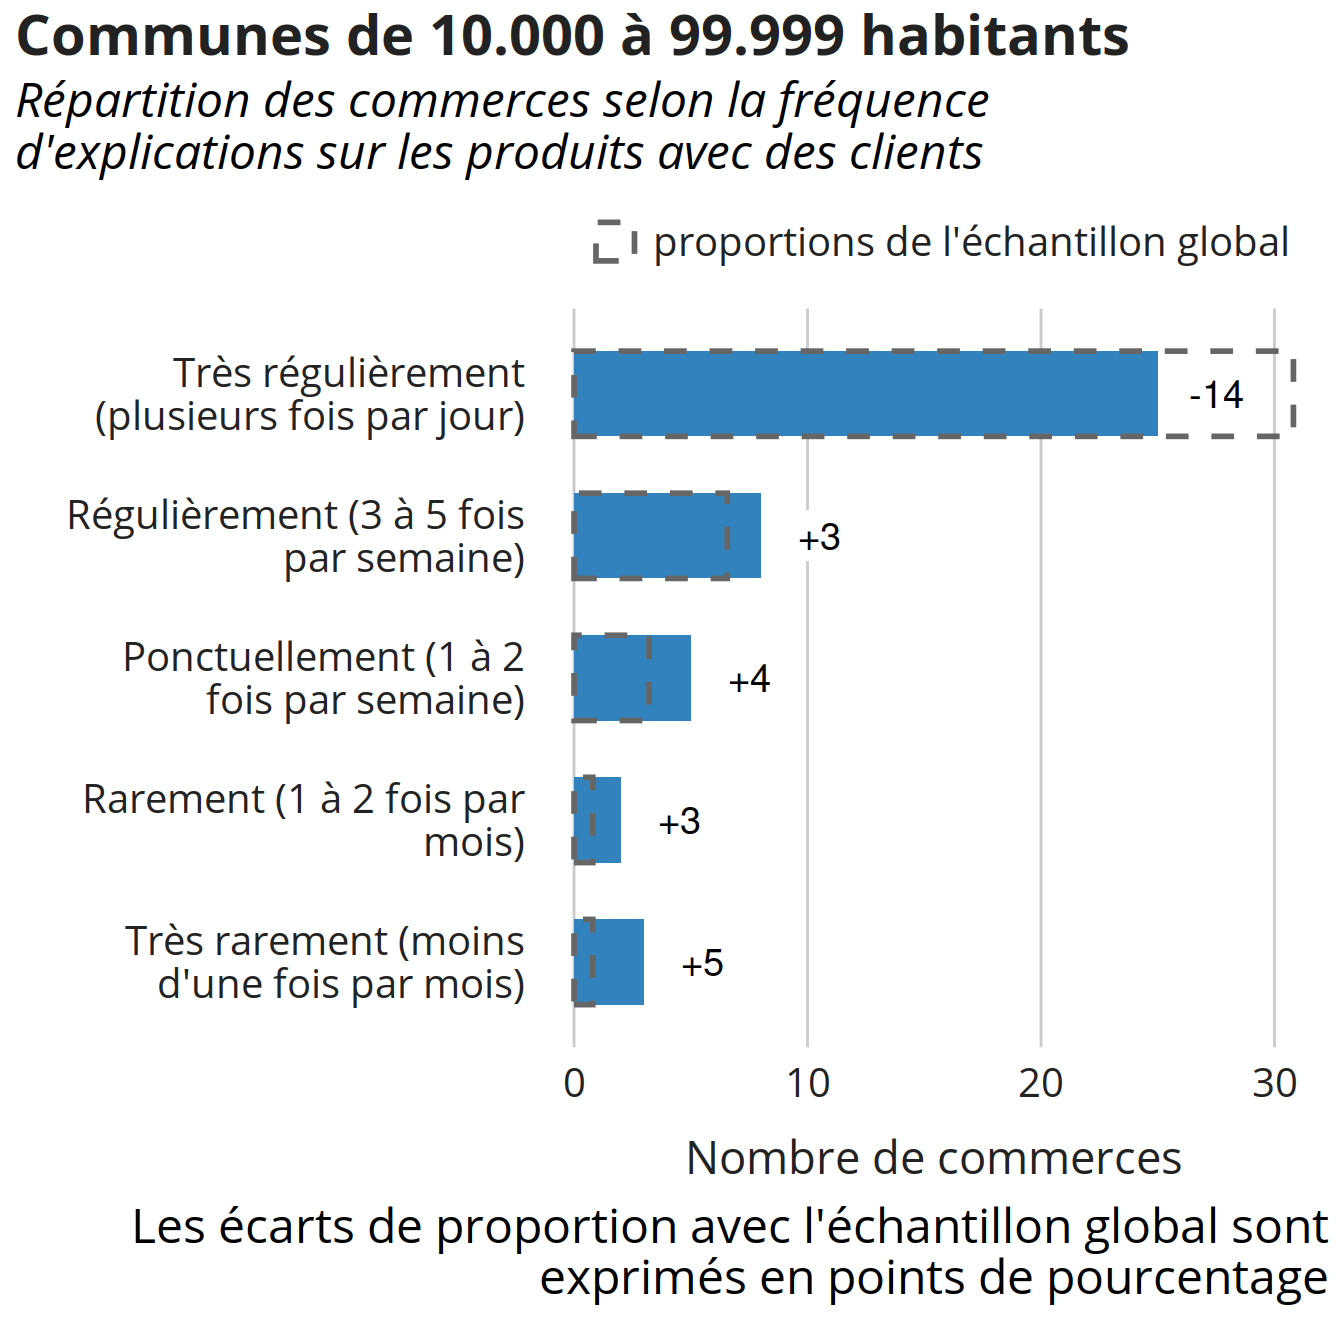 Communes de 10.000 à 99.999 habitants
Répartition des commerces selon la fréquence
d'explications sur les produits avec des clients
proportions de l'échantillon global
Très régulièrement
(plusieurs fois par jour)
-14
Régulièrement (3 à 5 fois
par semaine)
+3
Ponctuellement (1 à 2
fois par semaine)
+4
Rarement (1 à 2 fois par
mois)
+3
Très rarement (moins
d'une fois par mois)
+5
0 10 20 30
Nombre de commerces
Les écarts de proportion avec l'échantillon global sont
exprimés en points de pourcentage